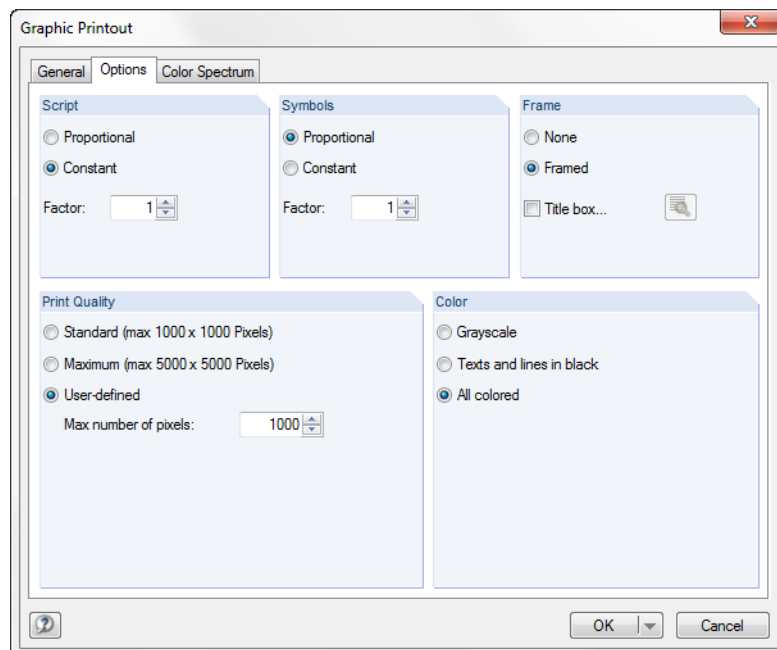 Graphic Printout
General Options Color Spectrum
Script
Proportional
Constant
Factor: 1
Symbols
Proportional
Constant
Factor: 1
Frame
None
Framed
Title box...
Print Quality
Standard (max 1000 x 1000 Pixels)
Maximum (max 5000 x 5000 Pixels)
User-defined
Max number of pixels: 1000
Color
Grayscale
Texts and lines in black
All colored
OK Cancel